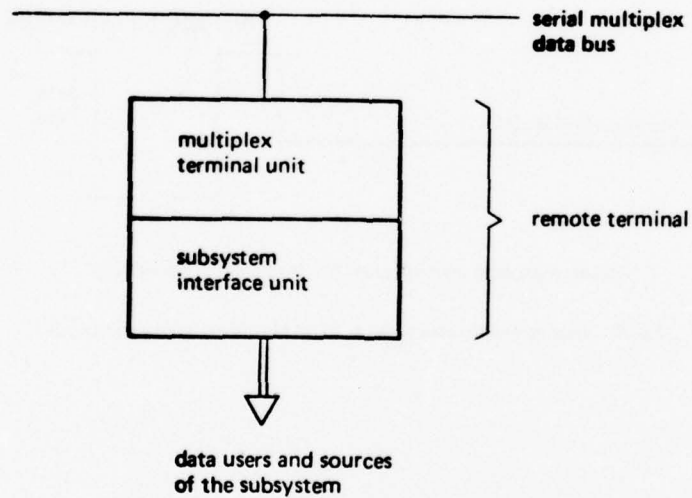 serial multiplex
data bus
multiplex
terminal unit
remote terminal
subsystem
interface unit
data users and sources
of the subsystem